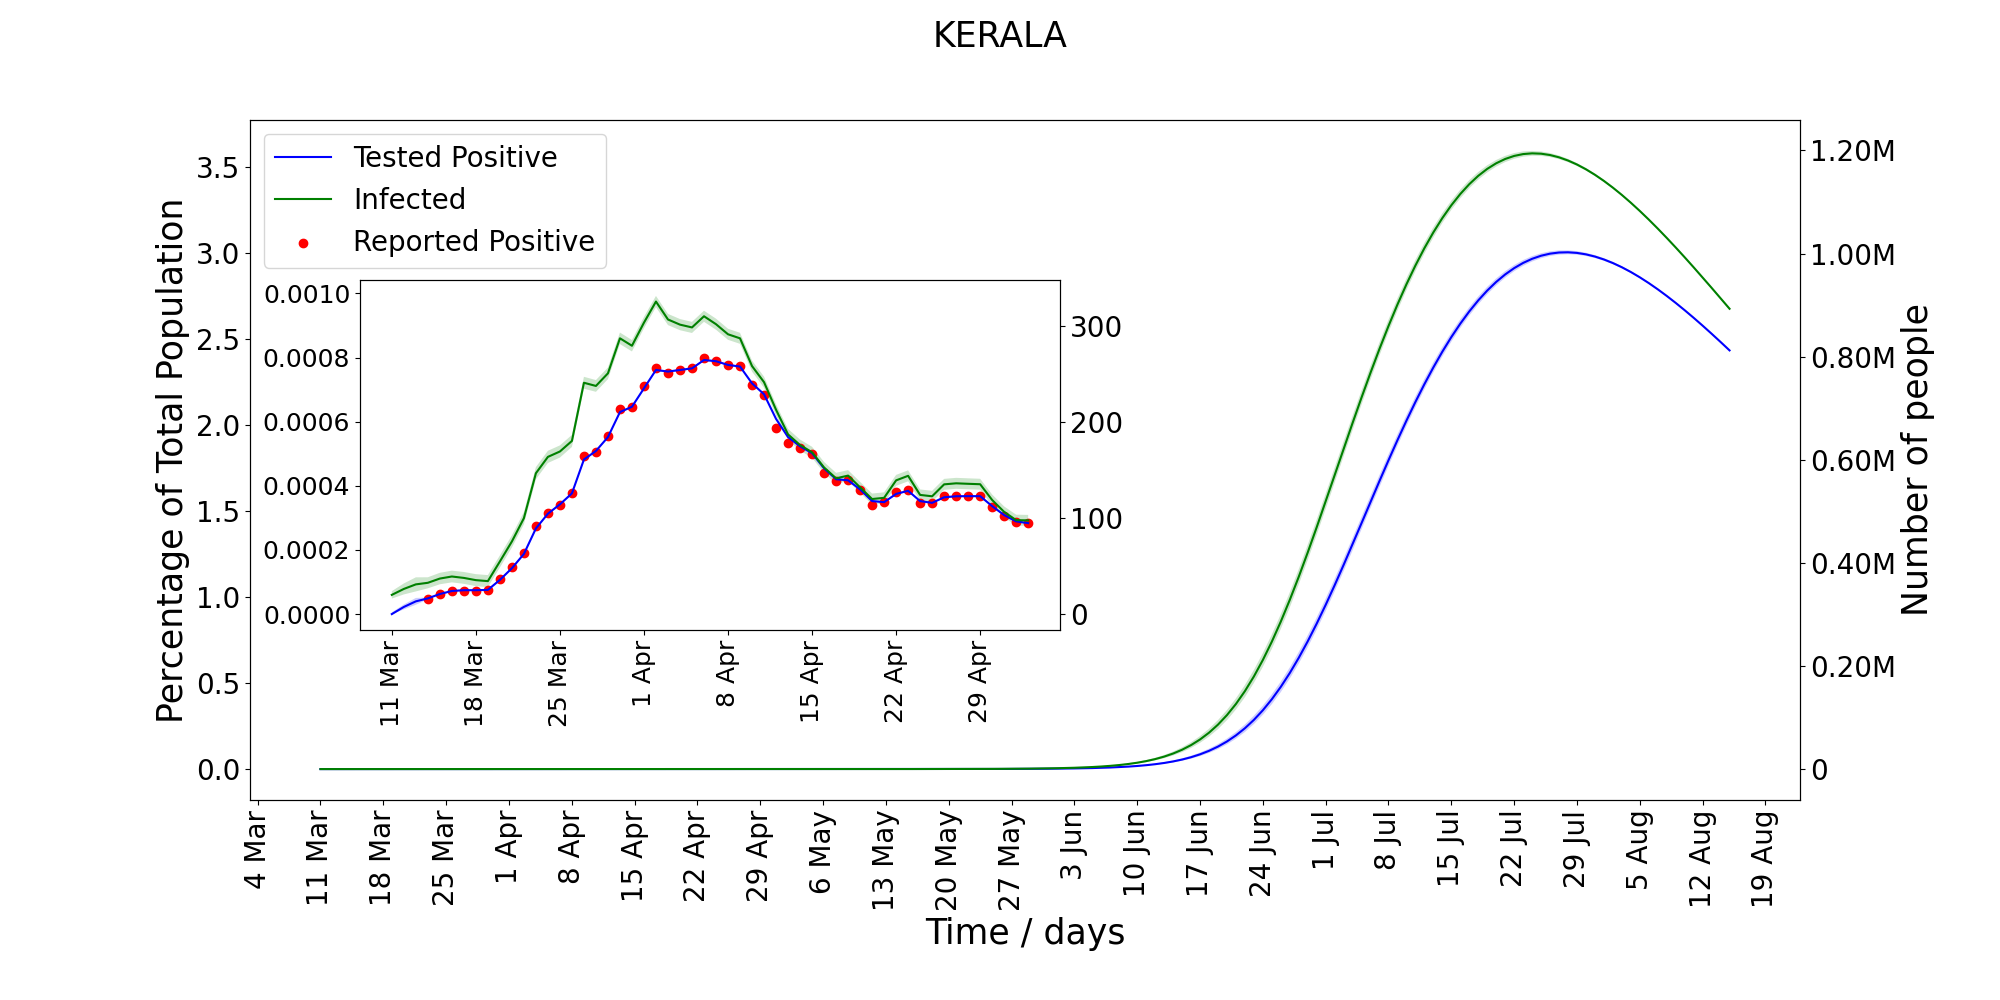 KERALA
Tested Positive
Infected
Reported Positive
Percentage of Total Population
3.5
3.0
2.5
2.0
1.5
1.0
0.5
0.0
1.20M
1.00M
0.80M
0.60M
0.40M
0.20M
0
Number of people
0.0010
0.0008
0.0006
0.0004
0.0002
0.0000
300
200
100
0
11 Mar
18 Mar
25 Mar
1 Apr
8 Apr
15 Apr
22 Apr
29 Apr
4 Mar
11 Mar
18 Mar
25 Mar
1 Apr
8 Apr
15 Apr
22 Apr
29 Apr
6 May
13 May
20 May
27 May
3 Jun
10 Jun
17 Jun
24 Jun
1 Jul
8 Jul
15 Jul
22 Jul
29 Jul
5 Aug
12 Aug
19 Aug
Time / days